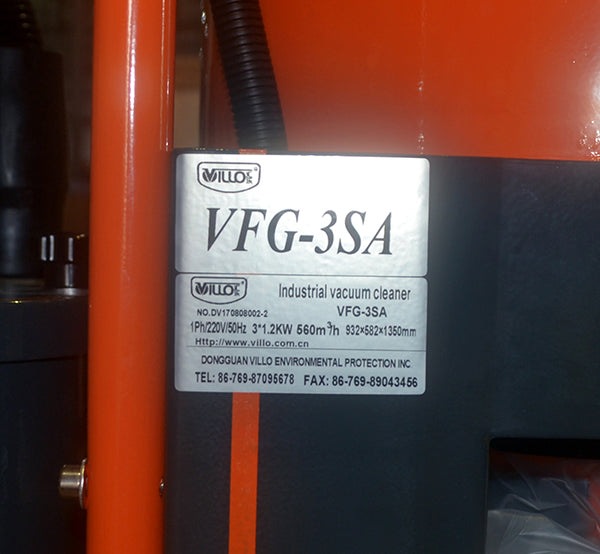 VILLO
VFG-3SA
VILLO
Industrial vacuum cleaner
NO.DV170808002-2
VFG-3SA
1Ph/220V/50Hz 3*1.2KW 560m³/h 932×582×1350mm
Http://www.villo.com.cn
DONGGUAN VILLO ENVIRONMENTAL PROTECTION INC
TEL: 86-769-87095678 FAX: 86-769-89043456